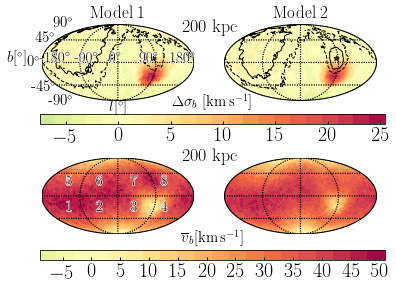 Model 1 Model 2
200 kpc
90°
45°
b[°] 0° -180° -90° 0° 90° 180°
-45°
-90°
l[°]
Δσ_b [km s⁻¹]
−5 0 5 10 15 20 25
200 kpc
5 6 7 8
1 2 3 4
v̅_b[km s⁻¹]
−5 0 5 10 15 20 25 30 35 40 45 50